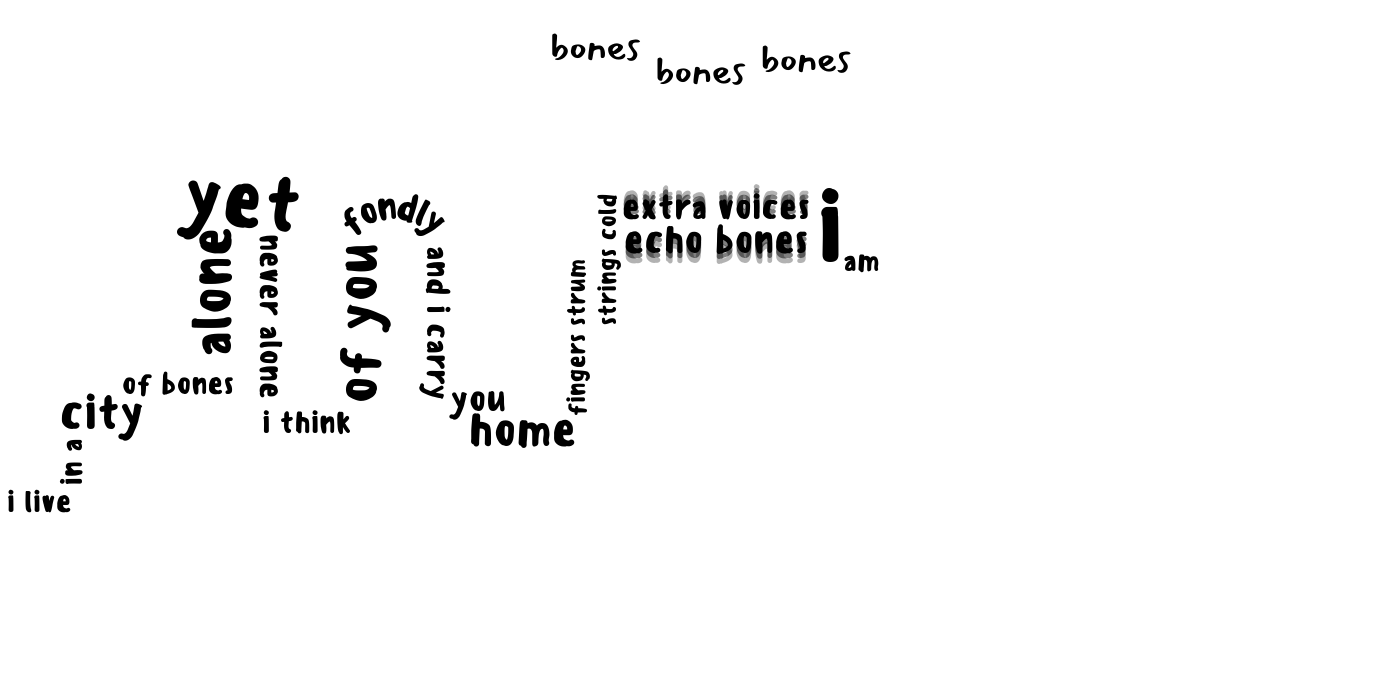 bones
bones
bones
i live
in a
city
of bones
alone
yet
never alone
i think
of you
fondly
and i carry
you
home
fingers strum
strings cold
extra voices
echo bones
i
am